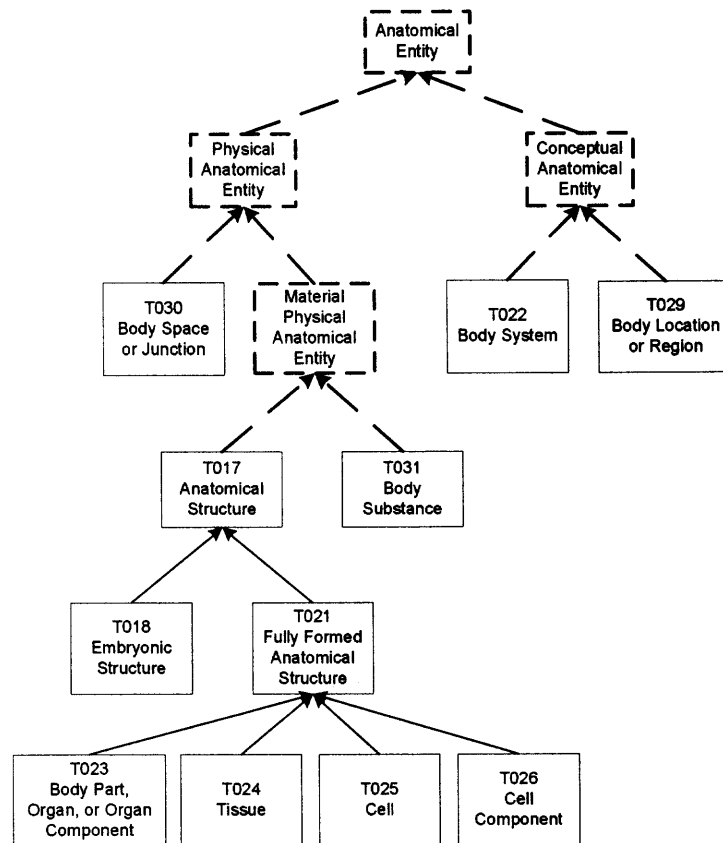 Anatomical
Entity
Physical
Anatomical
Entity
Conceptual
Anatomical
Entity
T030
Body Space
or Junction
Material
Physical
Anatomical
Entity
T022
Body System
T029
Body Location
or Region
T017
Anatomical
Structure
T031
Body
Substance
T018
Embryonic
Structure
T021
Fully Formed
Anatomical
Structure
T023
Body Part,
Organ, or Organ
Component
T024
Tissue
T025
Cell
T026
Cell
Component